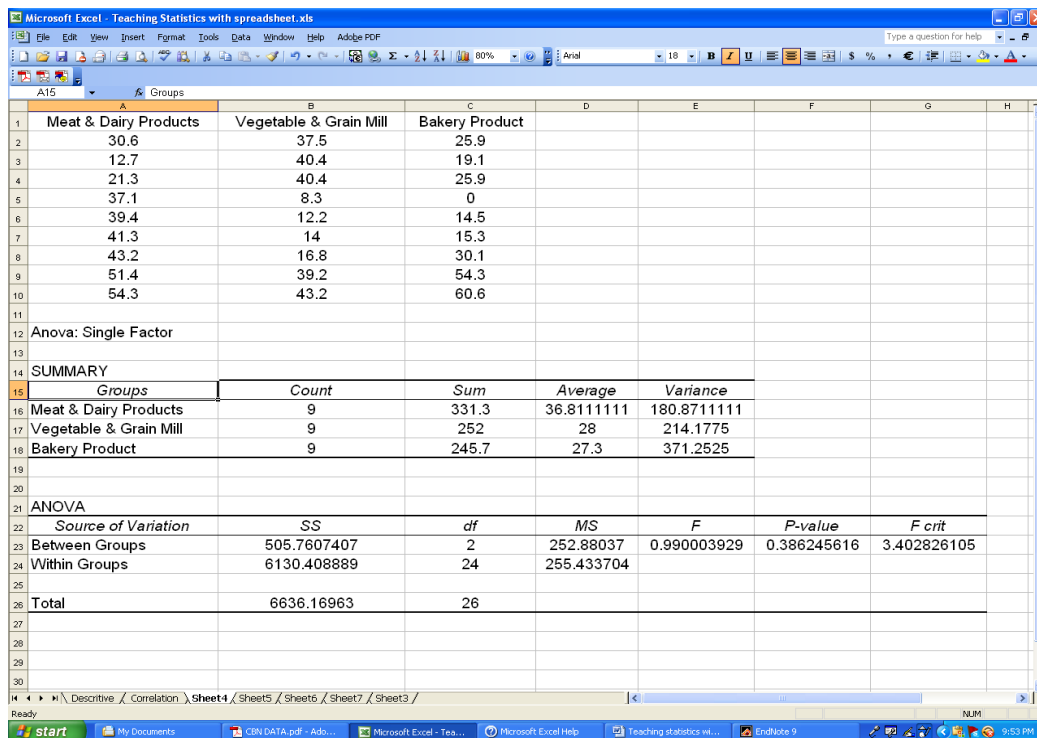 Microsoft Excel - Teaching Statistics with spreadsheet.xls
File Edit View Insert Format Tools Data Window Help Adobe PDF
Type a question for help
80% Arial 18 B I U $ % , €
A15 fx Groups
A B C D E F G H
1 Meat & Dairy Products Vegetable & Grain Mill Bakery Product
2 30.6 37.5 25.9
3 12.7 40.4 19.1
4 21.3 40.4 25.9
5 37.1 8.3 0
6 39.4 12.2 14.5
7 41.3 14 15.3
8 43.2 16.8 30.1
9 51.4 39.2 54.3
10 54.3 43.2 60.6
11
12 Anova: Single Factor
13
14 SUMMARY
15 Groups Count Sum Average Variance
16 Meat & Dairy Products 9 331.3 36.8111111 180.8711111
17 Vegetable & Grain Mill 9 252 28 214.1775
18 Bakery Product 9 245.7 27.3 371.2525
19
20
21 ANOVA
22 Source of Variation SS df MS F P-value F crit
23 Between Groups 505.7607407 2 252.88037 0.990003929 0.386245616 3.402826105
24 Within Groups 6130.408889 24 255.433704
25
26 Total 6636.16963 26
27
28
29
30
Descritive / Correlation / Sheet4 / Sheet5 / Sheet6 / Sheet7 / Sheet3 /
Ready NUM
start My Documents CBN DATA.pdf - Ado... Microsoft Excel - Tea... Microsoft Excel Help Teaching statistics wi... EndNote 9 9:53 PM